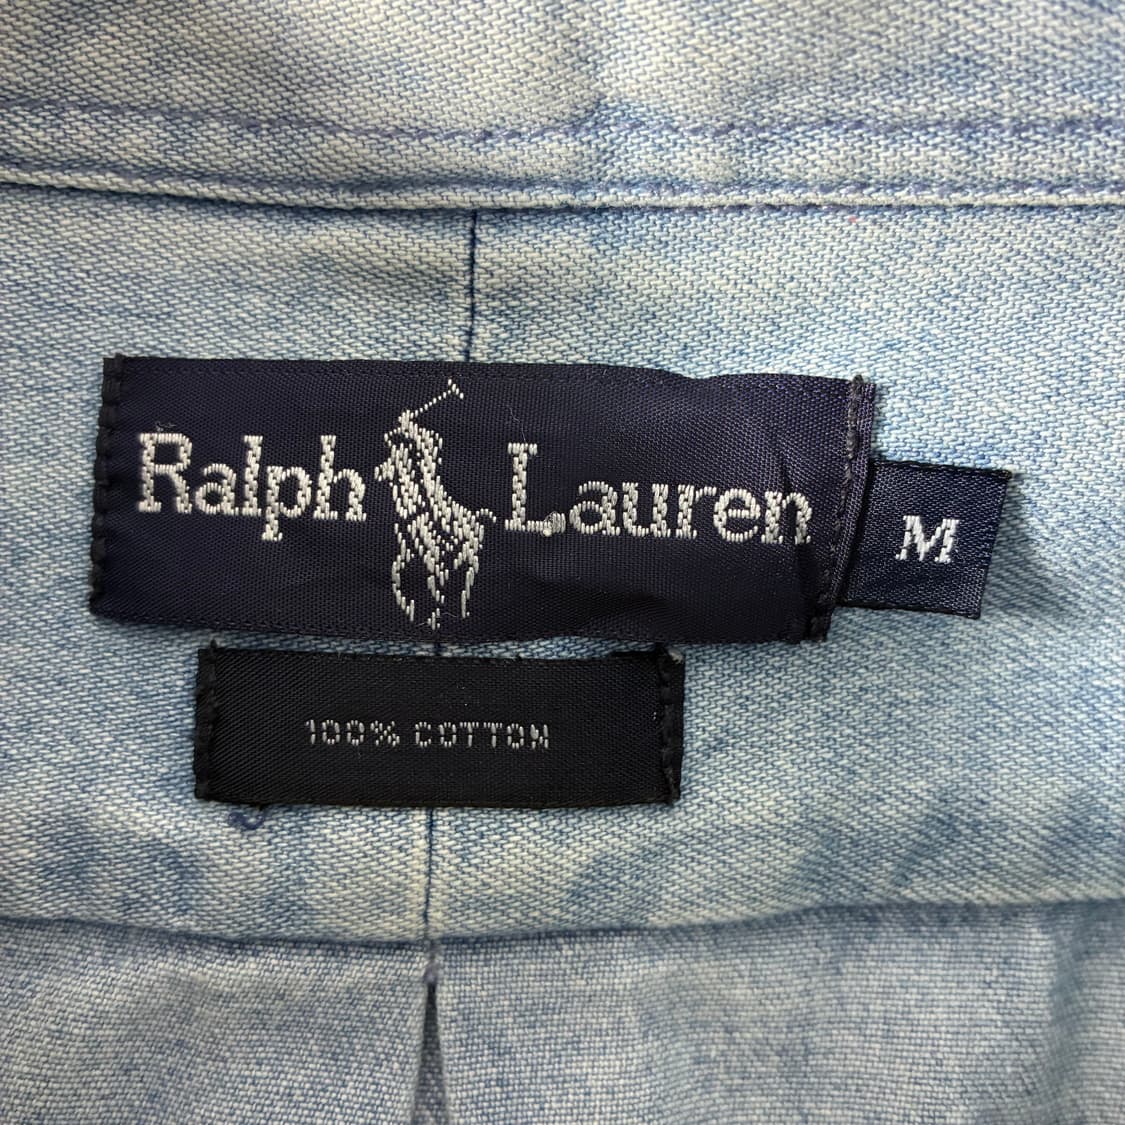 Ralph Lauren
M
100% COTTON